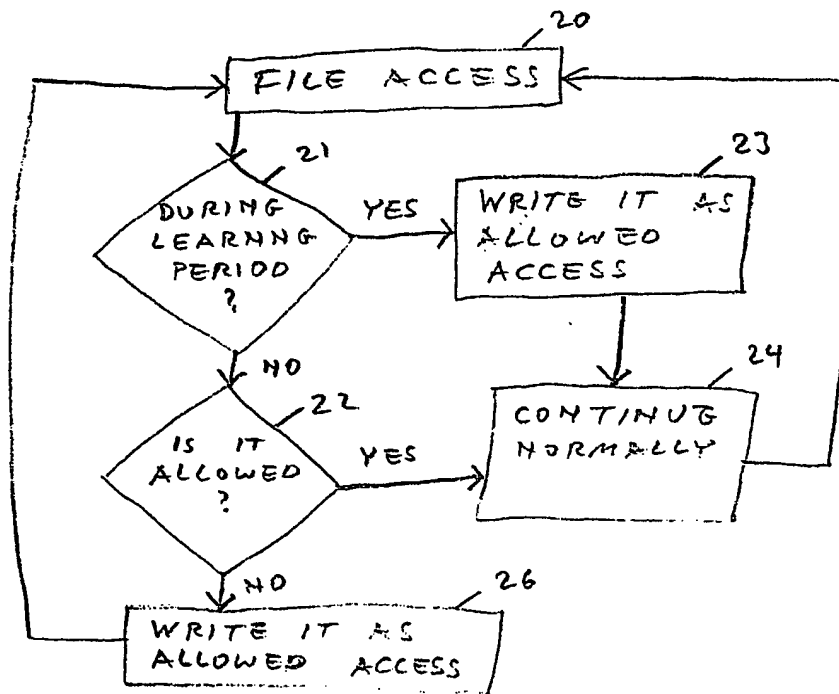 20
FILE ACCESS
21
DURING
LEARNNG
PERIOD
?
YES
23
WRITE IT AS
ALLOWED
ACCESS
NO
22
IS IT
ALLOWED
?
YES
24
CONTINUE
NORMALLY
NO
26
WRITE IT AS
ALLOWED ACCESS